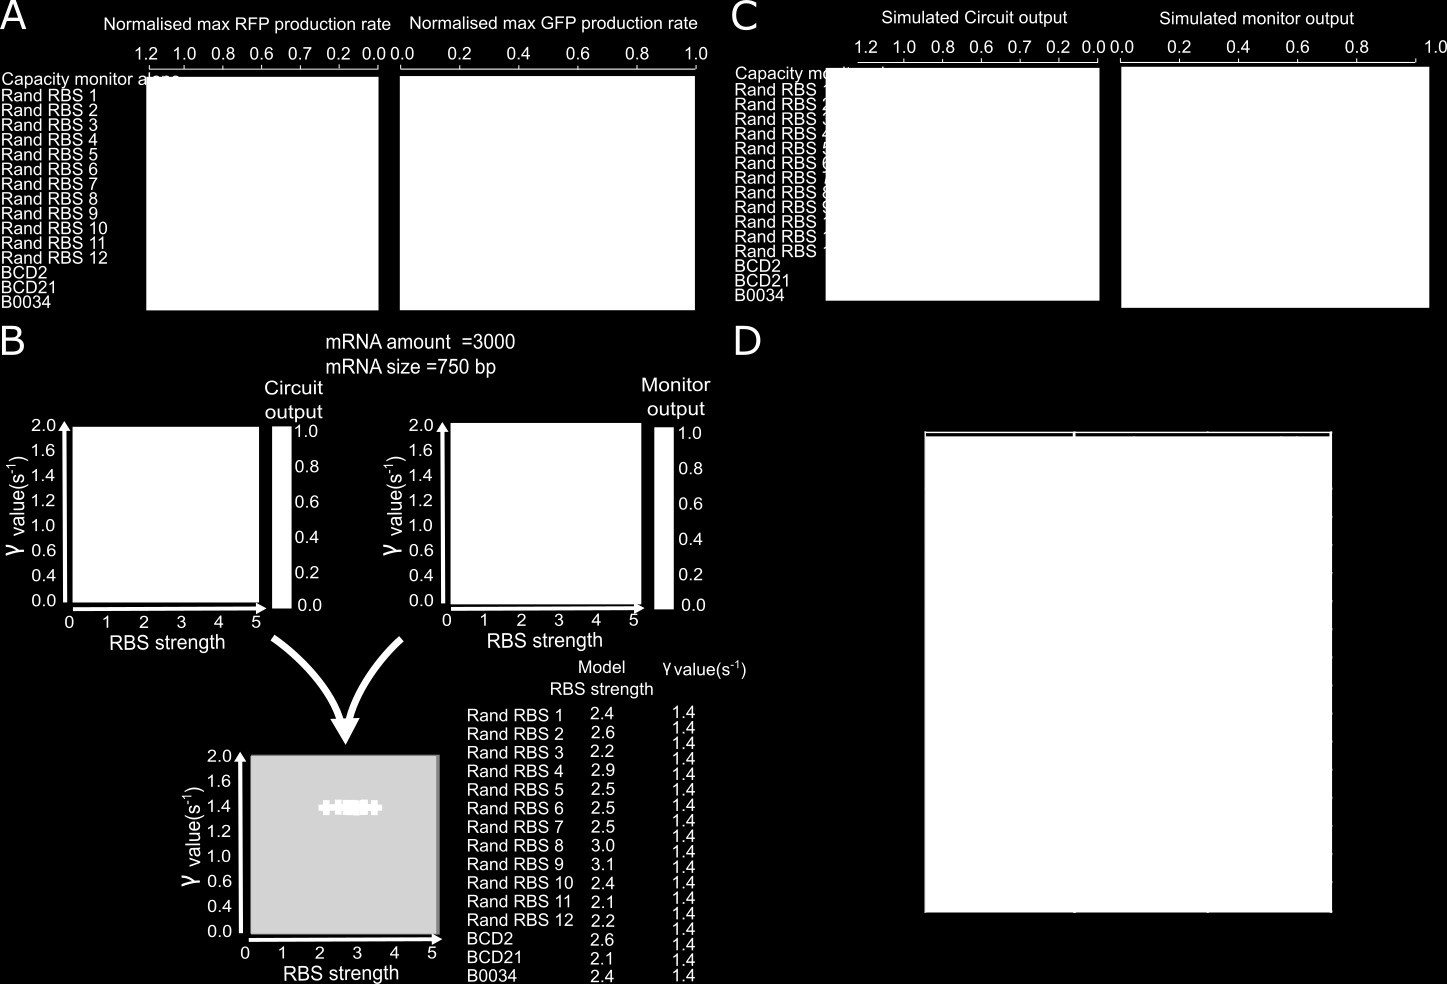 A
Normalised max RFP production rate
Normalised max GFP production rate
1.2 1.0 0.8 0.6 0.2 0.0
0.0 0.2 0.4 0.6 0.8 1.0
Capacity monitor alone
Rand RBS 1
Rand RBS 2
Rand RBS 3
Rand RBS 4
Rand RBS 5
Rand RBS 6
Rand RBS 7
Rand RBS 8
Rand RBS 9
Rand RBS 10
Rand RBS 11
Rand RBS 12
BCD2
BCD21
B0034
C
Simulated Circuit output
Simulated monitor output
1.2 1.0 0.8 0.6 0.7 0.2 0.0
0.0 0.2 0.4 0.6 0.8 1.0
Capacity
Rand RBS
Rand RBS
Rand RBS
Rand RBS
Rand RBS
Rand RBS
Rand RBS
Rand RBS
Rand RBS
Rand RBS
Rand RBS
Rand RBS
BCD2
BCD21
B0034
B
mRNA amount =3000
mRNA size =750 bp
Circuit
output
2.0
1.6
1.4
1.2
1.0
0.6
0.4
0.0
γ value(s⁻¹)
0 1 2 3 4 5
RBS strength
1.0
0.8
0.6
0.4
0.2
0.0
Monitor
output
2.0
1.6
1.4
1.2
1.0
0.6
0.4
0.0
γ value(s⁻¹)
0 1 2 3 4 5
RBS strength
1.0
0.8
0.6
0.4
0.2
0.0
2.0
1.6
1.4
1.2
1.0
0.6
0.4
0.0
γ value(s⁻¹)
0 1 2 3 4 5
RBS strength
Model
RBS strength
γ value(s⁻¹)
Rand RBS 1 2.4 1.4
Rand RBS 2 2.6 1.4
Rand RBS 3 2.2 1.4
Rand RBS 4 2.9 1.4
Rand RBS 5 2.5 1.4
Rand RBS 6 2.5 1.4
Rand RBS 7 2.5 1.4
Rand RBS 8 3.0 1.4
Rand RBS 9 3.1 1.4
Rand RBS 10 2.4 1.4
Rand RBS 11 2.1 1.4
Rand RBS 12 2.2 1.4
BCD2 2.6 1.4
BCD21 2.1 1.4
B0034 2.4 1.4
1.4
1.4
1.4
D